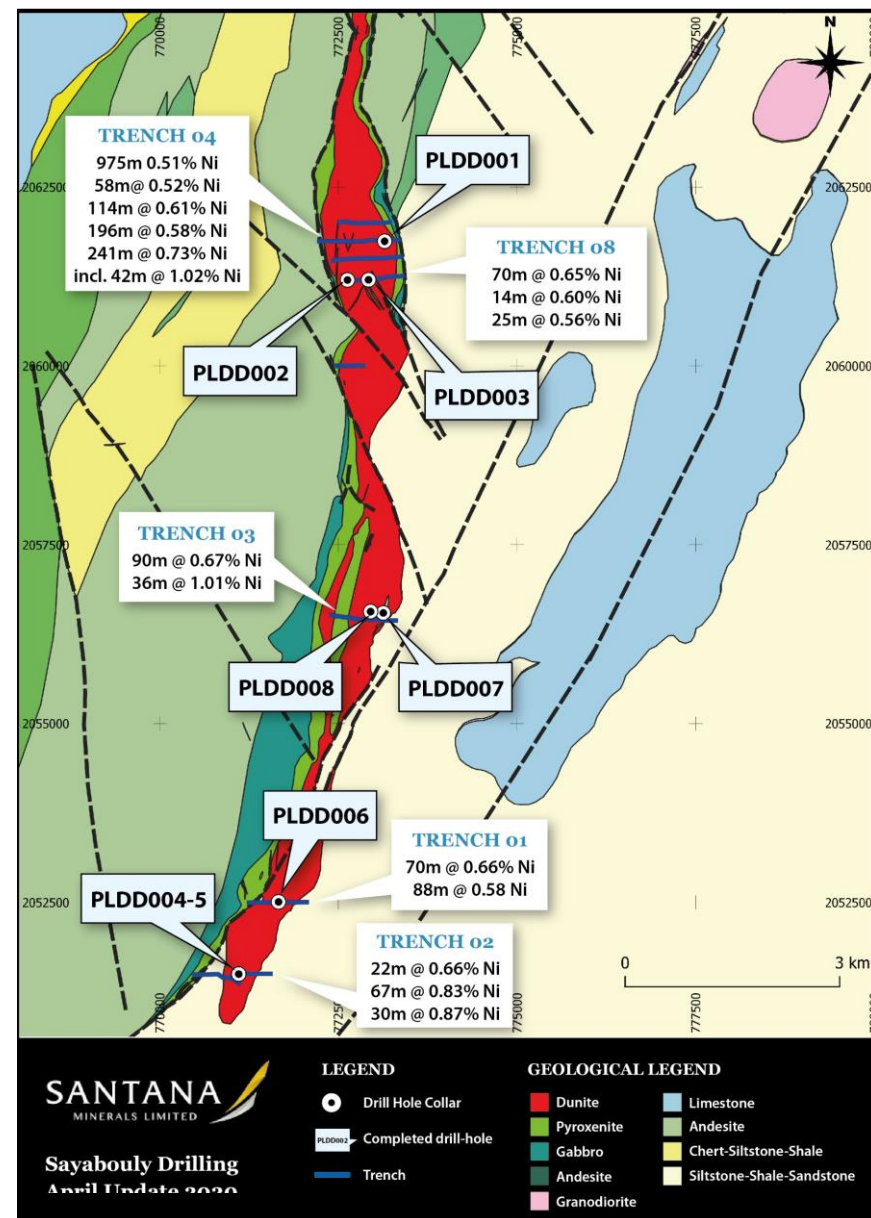 770000
772500
775000
777500
N
TRENCH 04
975m 0.51% Ni
58m@ 0.52% Ni
114m @ 0.61% Ni
196m @ 0.58% Ni
241m @ 0.73% Ni
incl. 42m @ 1.02% Ni
PLDD001
2062500
2062500
TRENCH 08
70m @ 0.65% Ni
14m @ 0.60% Ni
25m @ 0.56% Ni
PLDD002
PLDD003
2060000
2060000
TRENCH 03
90m @ 0.67% Ni
36m @ 1.01% Ni
2057500
2057500
PLDD008
PLDD007
2055000
2055000
PLDD006
TRENCH 01
70m @ 0.66% Ni
88m @ 0.58 Ni
PLDD004-5
2052500
2052500
TRENCH 02
22m @ 0.66% Ni
67m @ 0.83% Ni
30m @ 0.87% Ni
0 3 km
770000
772500
775000
777500
SANTANA
MINERALS LIMITED
Sayabouly Drilling
April Update 2020
LEGEND
Drill Hole Collar
PLDD002
Completed drill-hole
Trench
GEOLOGICAL LEGEND
Dunite
Pyroxenite
Gabbro
Andesite
Granodiorite
Limestone
Andesite
Chert-Siltstone-Shale
Siltstone-Shale-Sandstone